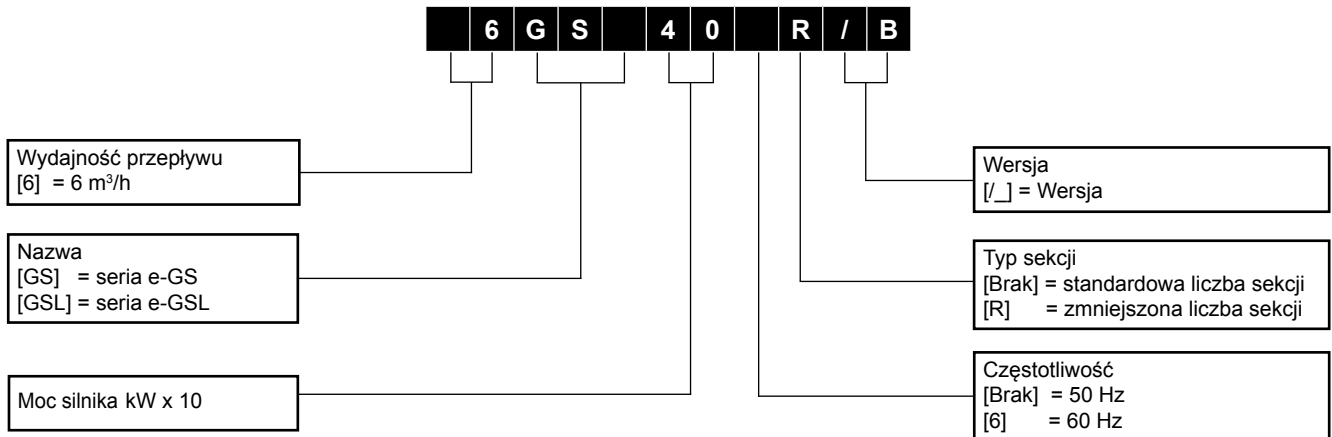 6 G S 4 0 R / B
Wydajność przepływu
[6] = 6 m³/h
Nazwa
[GS] = seria e-GS
[GSL] = seria e-GSL
Moc silnika kW x 10
Wersja
[/_] = Wersja
Typ sekcji
[Brak] = standardowa liczba sekcji
[R] = zmniejszona liczba sekcji
Częstotliwość
[Brak] = 50 Hz
[6] = 60 Hz